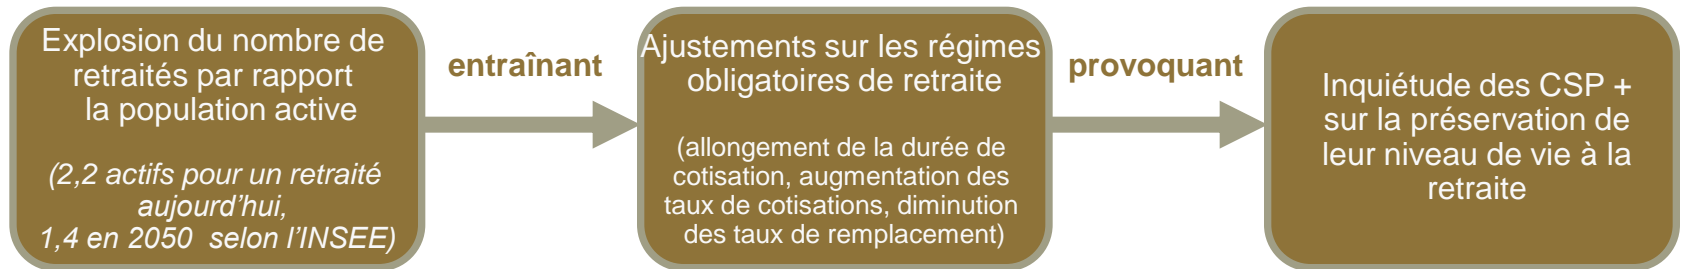 Explosion du nombre de
retraités par rapport
la population active
(2,2 actifs pour un retraité
aujourd’hui,
1,4 en 2050 selon l’INSEE)
entraînant
Ajustements sur les régimes
obligatoires de retraite
(allongement de la durée de
cotisation, augmentation des
taux de cotisations, diminution
des taux de remplacement)
provoquant
Inquiétude des CSP +
sur la préservation de
leur niveau de vie à la
retraite